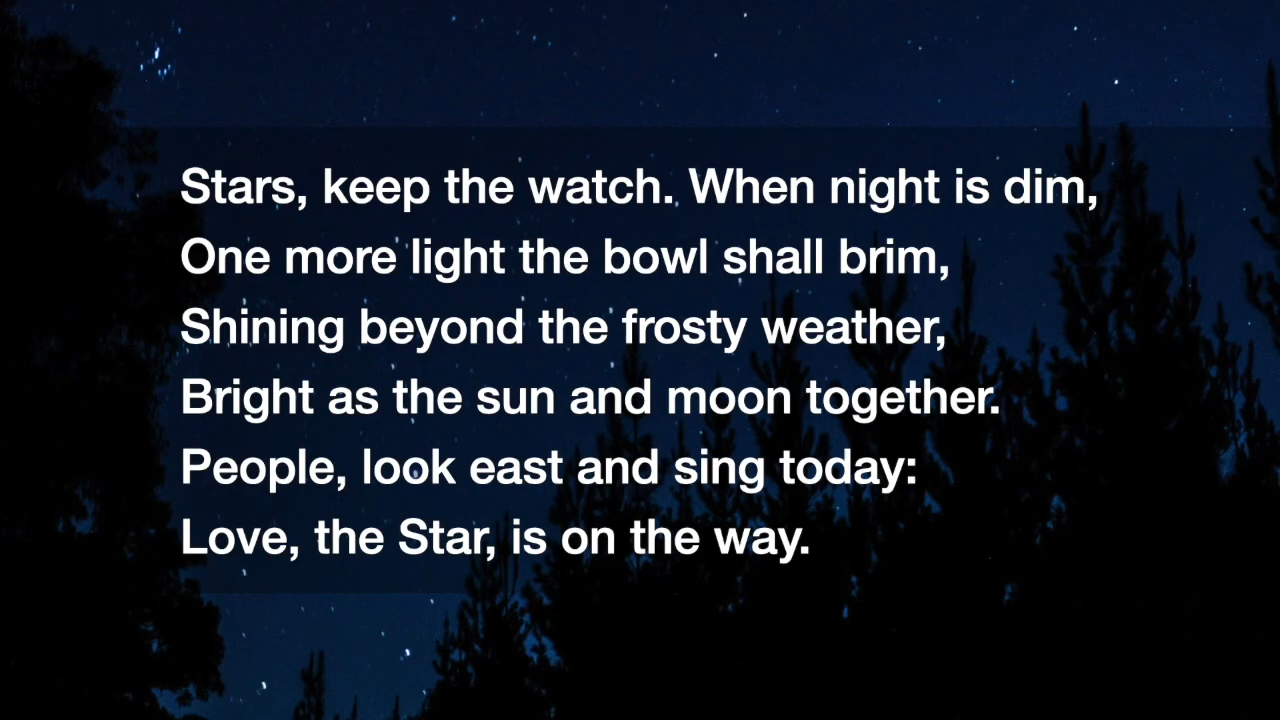 Stars, keep the watch. When night is dim,
One more light the bowl shall brim,
Shining beyond the frosty weather,
Bright as the sun and moon together.
People, look east and sing today:
Love, the Star, is on the way.